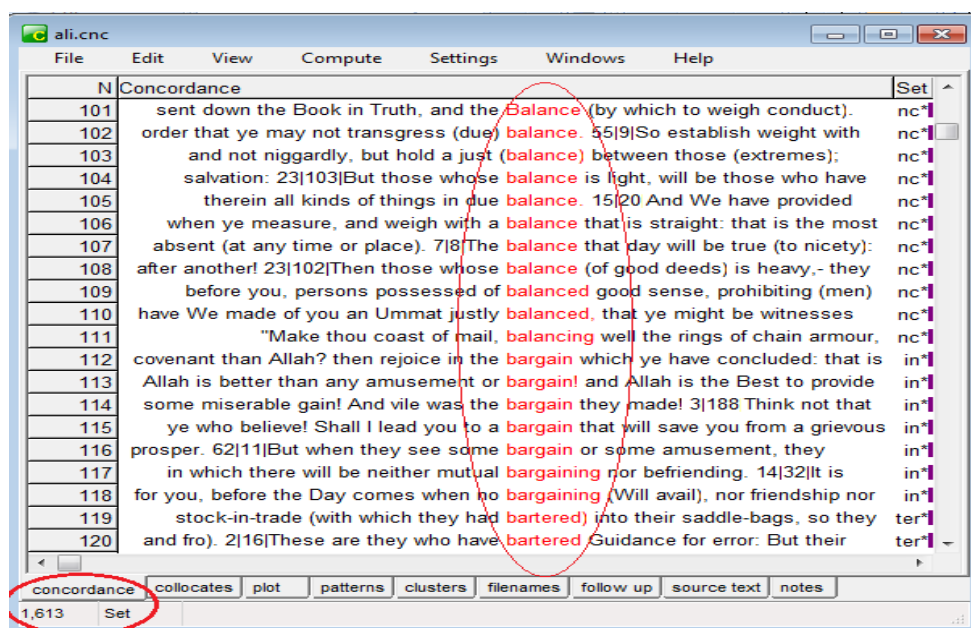 ali.cnc
File Edit View Compute Settings Windows Help
N Concordance Set
101 sent down the Book in Truth, and the Balance (by which to weigh conduct). nc*
102 order that ye may not transgress (due) balance. 55|9|So establish weight with nc*
103 and not niggardly, but hold a just (balance) between those (extremes); nc*
104 salvation: 23|103|But those whose balance is light, will be those who have nc*
105 therein all kinds of things in due balance. 15|20 And We have provided nc*
106 when ye measure, and weigh with a balance that is straight: that is the most nc*
107 absent (at any time or place). 7|8|The balance that day will be true (to nicety): nc*
108 after another! 23|102|Then those whose balance (of good deeds) is heavy,- they nc*
109 before you, persons possessed of balanced good sense, prohibiting (men) nc*
110 have We made of you an Ummat justly balanced, that ye might be witnesses nc*
111 "Make thou coast of mail, balancing well the rings of chain armour, nc*
112 covenant than Allah? then rejoice in the bargain which ye have concluded: that is in*
113 Allah is better than any amusement or bargain! and Allah is the Best to provide in*
114 some miserable gain! And vile was the bargain they made! 3|188 Think not that in*
115 ye who believe! Shall I lead you to a bargain that will save you from a grievous in*
116 prosper. 62|11|But when they see some bargain or some amusement, they in*
117 in which there will be neither mutual bargaining nor befriending. 14|32|It is in*
118 for you, before the Day comes when no bargaining (Will avail), nor friendship nor in*
119 stock-in-trade (with which they had bartered) into their saddle-bags, so they ter*
120 and fro). 2|16|These are they who have bartered Guidance for error: But their ter*
concordance collocates plot patterns clusters filenames follow up source text notes
1,613 Set